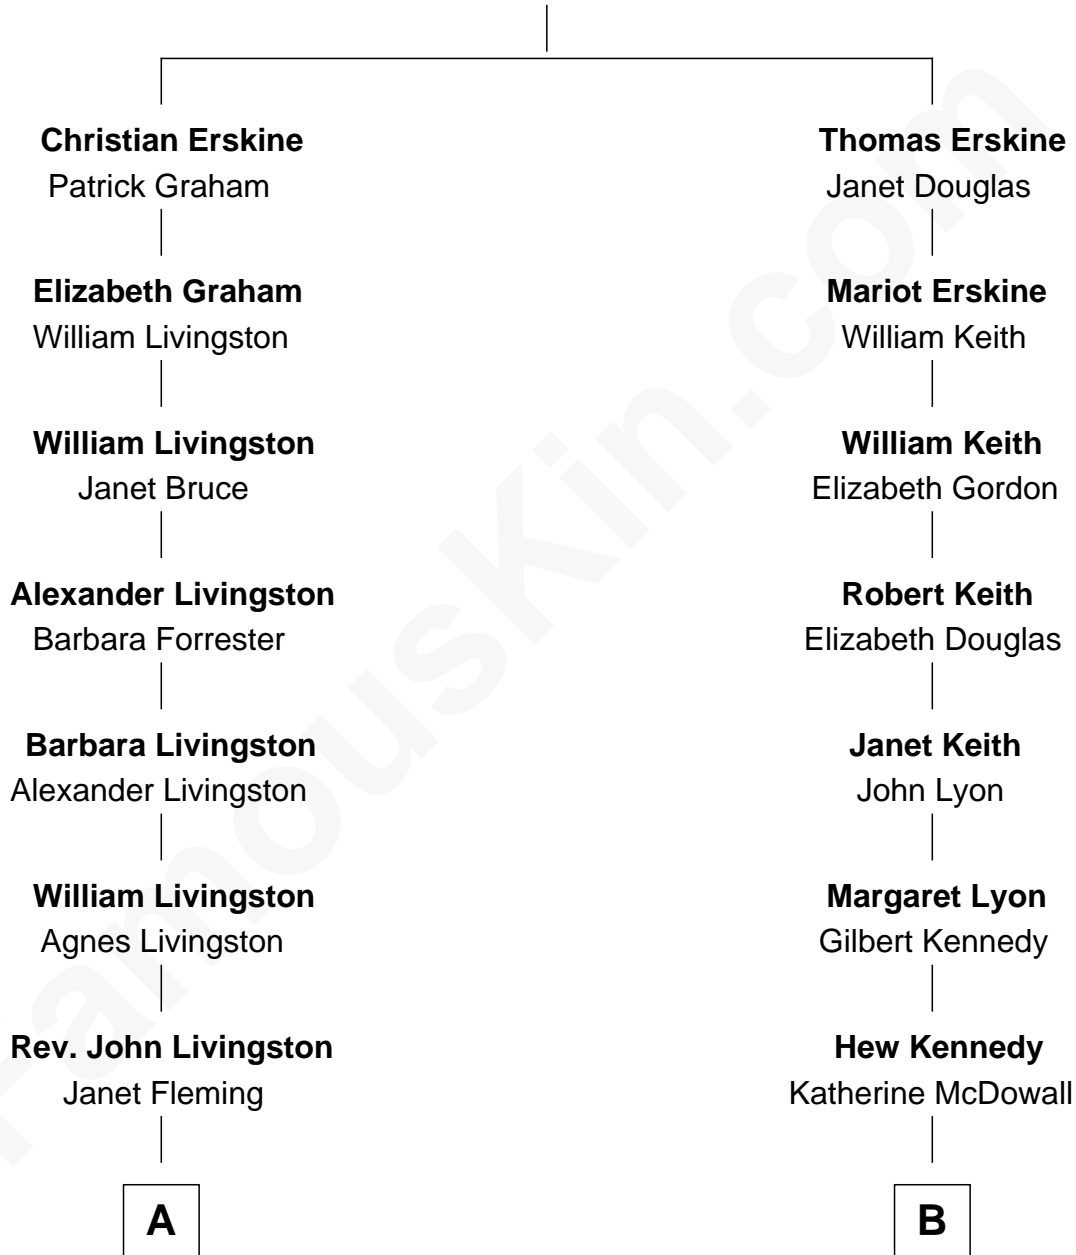 Christian Erskine
Patrick Graham
Elizabeth Graham
William Livingston
William Livingston
Janet Bruce
Alexander Livingston
Barbara Forrester
Barbara Livingston
Alexander Livingston
William Livingston
Agnes Livingston
Rev. John Livingston
Janet Fleming
A
Thomas Erskine
Janet Douglas
Mariot Erskine
William Keith
William Keith
Elizabeth Gordon
Robert Keith
Elizabeth Douglas
Janet Keith
John Lyon
Margaret Lyon
Gilbert Kennedy
Hew Kennedy
Katherine McDowall
B
FamousKin.com